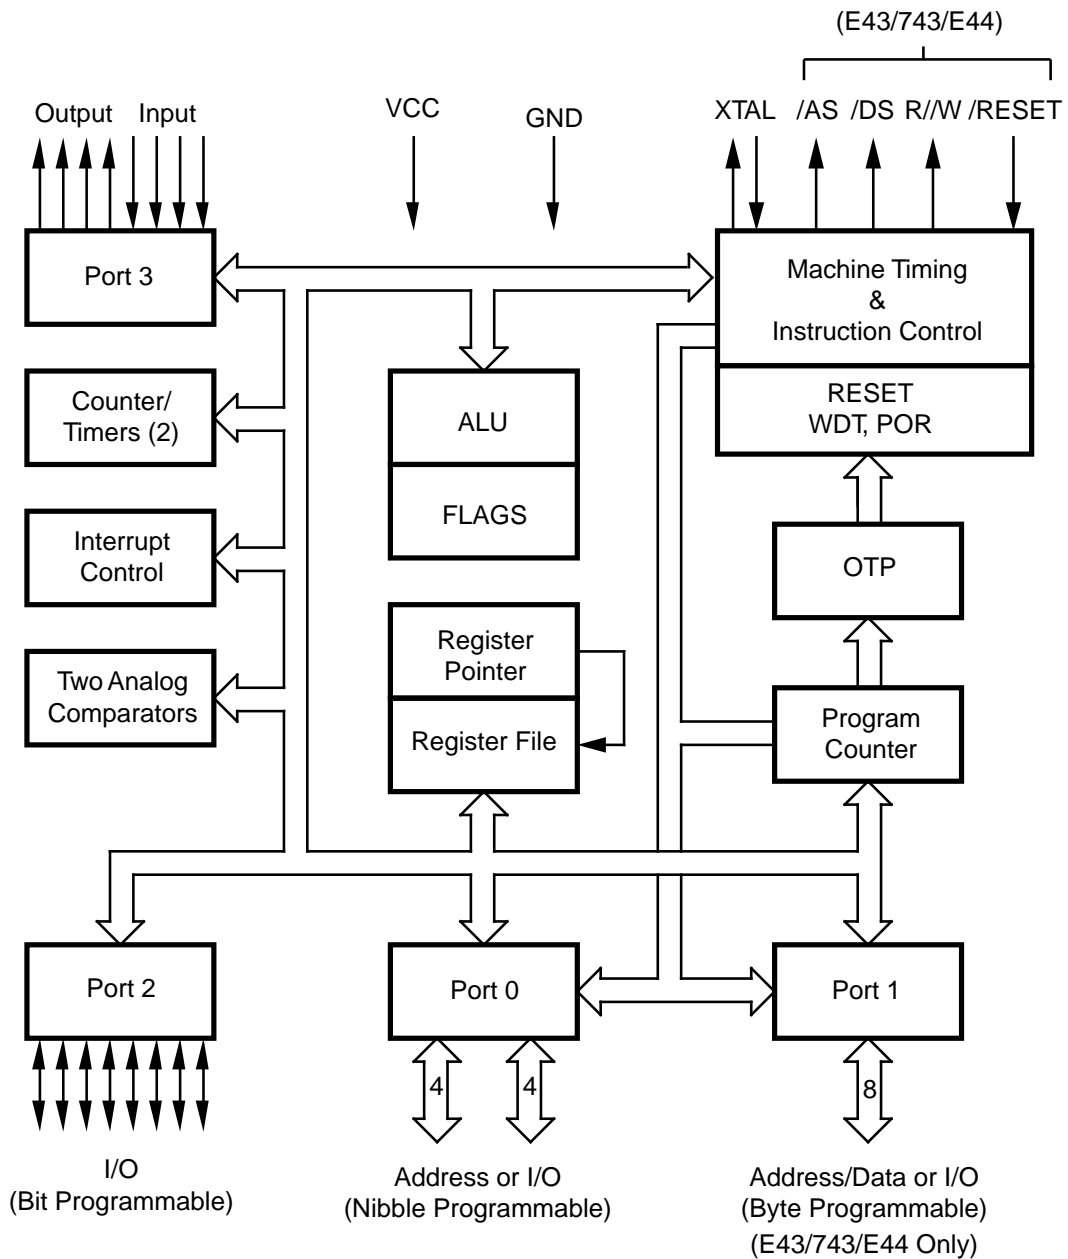 (E43/743/E44)
Output Input VCC GND XTAL /AS /DS R//W /RESET
Port 3
Machine Timing
&
Instruction Control
Counter/
Timers (2)
ALU
RESET
WDT, POR
FLAGS
Interrupt
Control
OTP
Register
Pointer
Two Analog
Comparators
Register File
Program
Counter
Port 2
Port 0
Port 1
4
4
8
I/O
(Bit Programmable)
Address or I/O
(Nibble Programmable)
Address/Data or I/O
(Byte Programmable)
(E43/743/E44 Only)